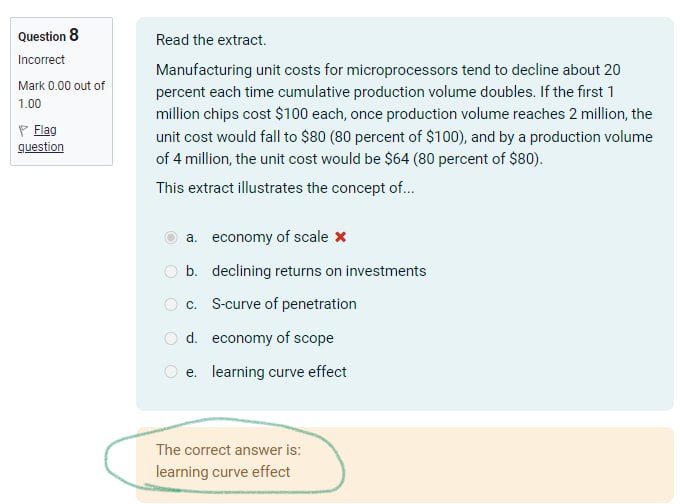 Question 8
Incorrect
Mark 0.00 out of
1.00
Flag
question
Read the extract.
Manufacturing unit costs for microprocessors tend to decline about 20
percent each time cumulative production volume doubles. If the first 1
million chips cost $100 each, once production volume reaches 2 million, the
unit cost would fall to $80 (80 percent of $100), and by a production volume
of 4 million, the unit cost would be $64 (80 percent of $80).
This extract illustrates the concept of...
a. economy of scale
b. declining returns on investments
c. S-curve of penetration
d. economy of scope
e. learning curve effect
The correct answer is:
learning curve effect